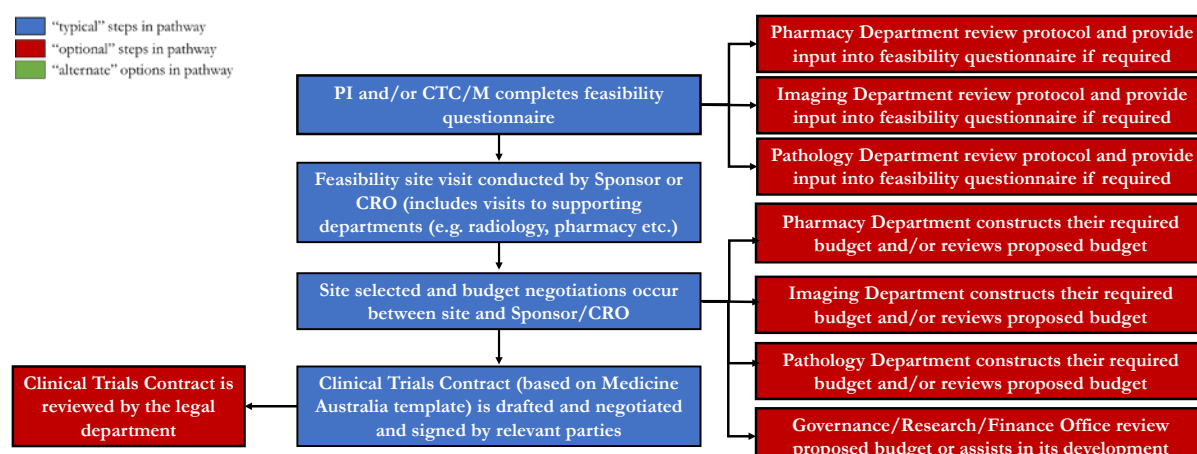 “typical” steps in pathway
“optional” steps in pathway
“alternate” options in pathway
PI and/or CTC/M completes feasibility
questionnaire
Pharmacy Department review protocol and provide
input into feasibility questionnaire if required
Imaging Department review protocol and provide
input into feasibility questionnaire if required
Pathology Department review protocol and provide
input into feasibility questionnaire if required
Feasibility site visit conducted by Sponsor or
CRO (includes visits to supporting
departments (e.g. radiology, pharmacy etc.)
Site selected and budget negotiations occur
between site and Sponsor/CRO
Pharmacy Department constructs their required
budget and/or reviews proposed budget
Imaging Department constructs their required
budget and/or reviews proposed budget
Pathology Department constructs their required
budget and/or reviews proposed budget
Governance/Research/Finance Office review
proposed budget or assists in its development
Clinical Trials Contract (based on Medicine
Australia template) is drafted and negotiated
and signed by relevant parties
Clinical Trials Contract is
reviewed by the legal
department